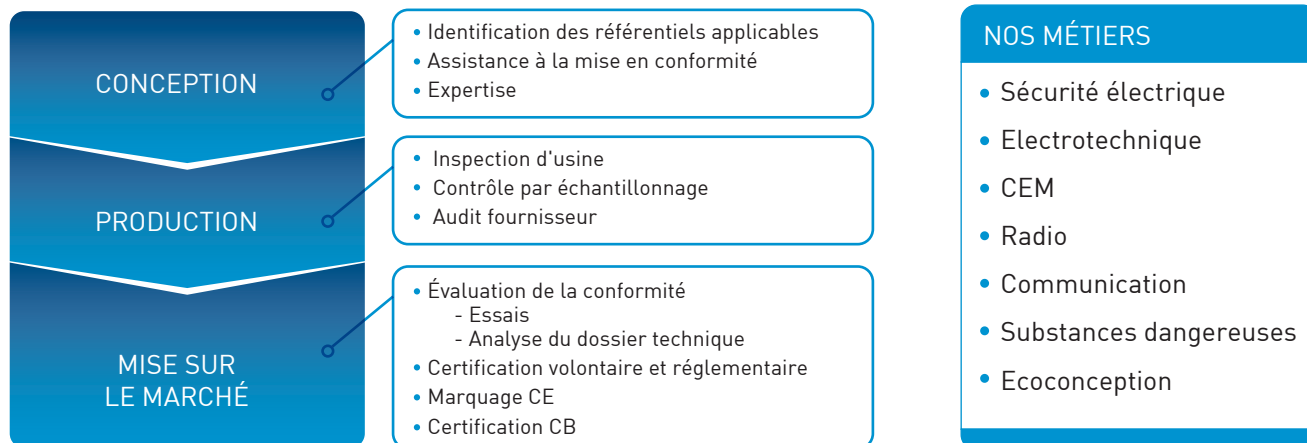 CONCEPTION
• Identification des référentiels applicables
• Assistance à la mise en conformité
• Expertise
PRODUCTION
• Inspection d'usine
• Contrôle par échantillonnage
• Audit fournisseur
MISE SUR
LE MARCHÉ
• Évaluation de la conformité
- Essais
- Analyse du dossier technique
• Certification volontaire et réglementaire
• Marquage CE
• Certification CB
NOS MÉTIERS
• Sécurité électrique
• Electrotechnique
• CEM
• Radio
• Communication
• Substances dangereuses
• Ecoconception